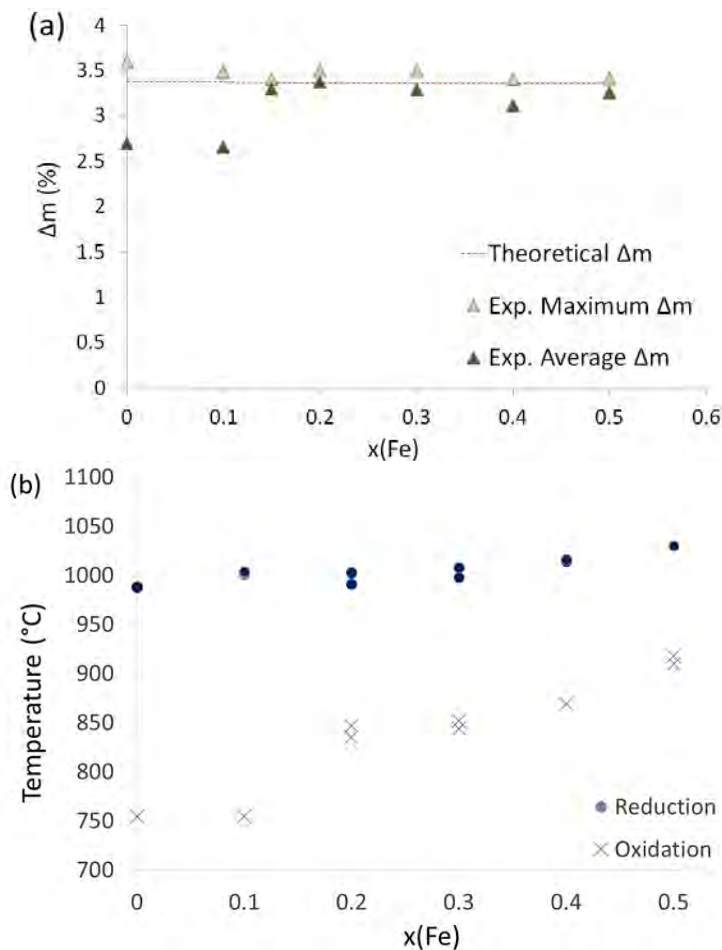 (a)
4
3.5
3
2.5
2
1.5
1
0.5
0
Δm (%)
Theoretical Δm
Exp. Maximum Δm
Exp. Average Δm
0 0.1 0.2 0.3 0.4 0.5 0.6
x(Fe)
(b)
1100
1050
1000
950
900
850
800
750
700
Temperature (°C)
Reduction
Oxidation
0 0.1 0.2 0.3 0.4 0.5
x(Fe)